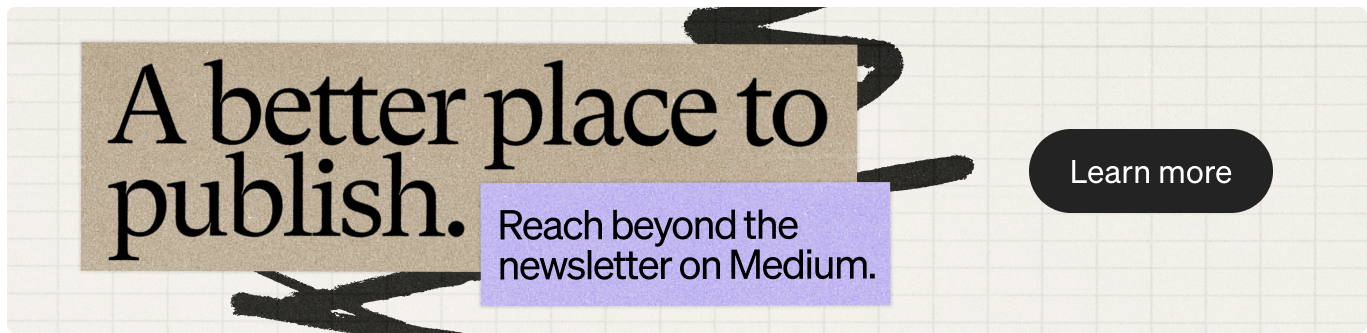 A better place to
publish.
Reach beyond the
newsletter on Medium.
Learn more